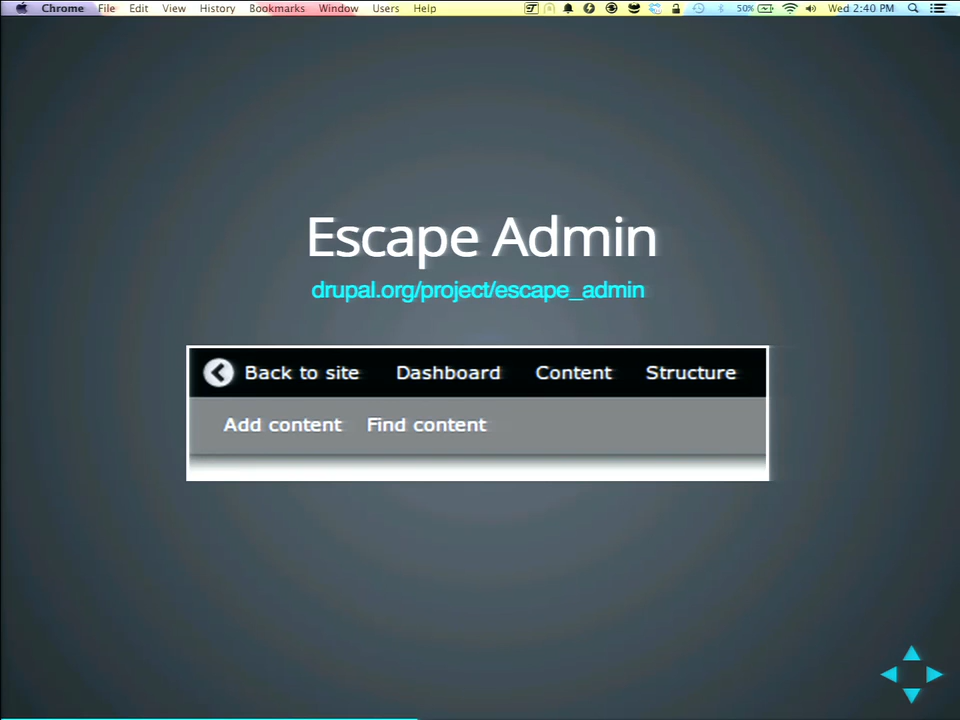 Chrome File Edit View History Bookmarks Window Users Help 50% Wed 2:40 PM
Escape Admin
drupal.org/project/escape_admin
Back to site Dashboard Content Structure
Add content Find content